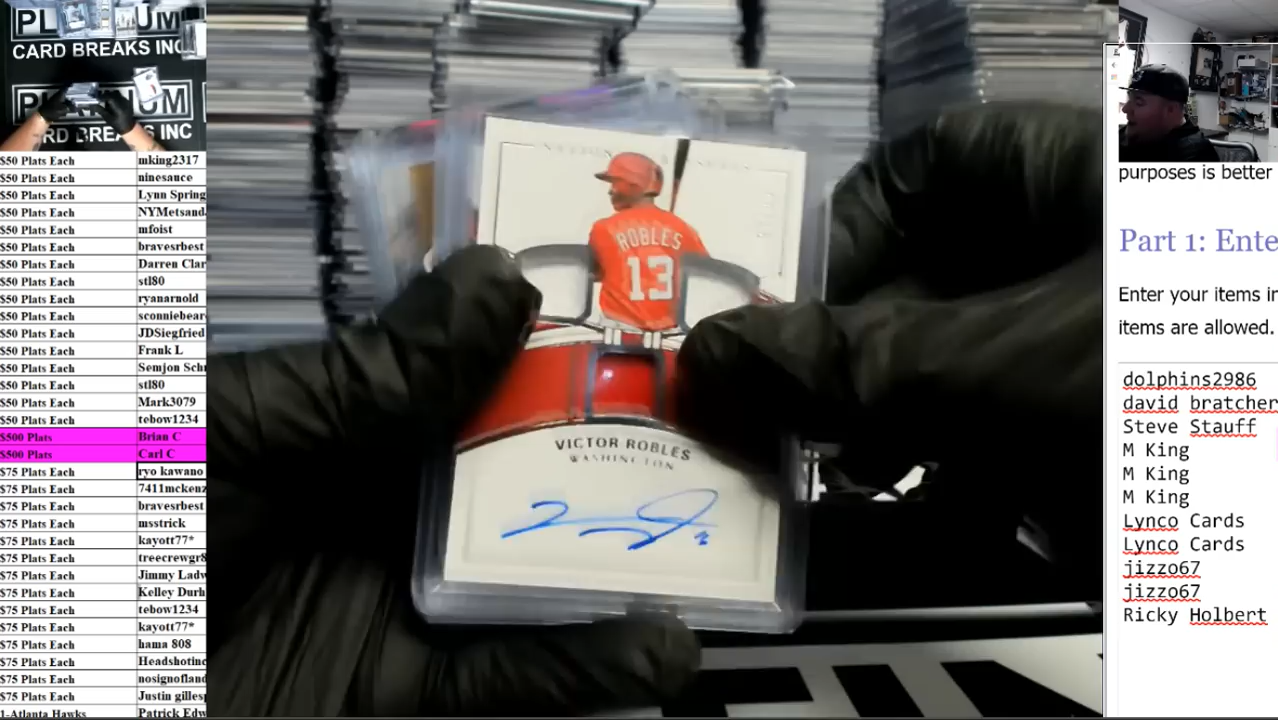 PLATINUM
CARD BREAKS INC
CARD BREAKS INC
$50 Plats Each mking2317
$50 Plats Each ninesauce
$50 Plats Each Lynn Spring
$50 Plats Each NYMetsand
$50 Plats Each mfoist
$50 Plats Each bravesrbest
$50 Plats Each Darren Clar
$50 Plats Each stl80
$50 Plats Each ryanarnold
$50 Plats Each sconniebear
$50 Plats Each JDSiegfried
$50 Plats Each Frank L
$50 Plats Each Semjon Sch
$50 Plats Each stl80
$50 Plats Each Mark3079
$50 Plats Each tebow1234
$500 Plats Brian C
$500 Plats Carl C
$75 Plats Each ryo kawano
$75 Plats Each 7411mckenz
$75 Plats Each bravesrbest
$75 Plats Each msstrick
$75 Plats Each kayott77*
$75 Plats Each treecrewgr8
$75 Plats Each Jimmy Ladw
$75 Plats Each Kelley Durh
$75 Plats Each tebow1234
$75 Plats Each kayott77*
$75 Plats Each hama 808
$75 Plats Each Headshotinc
$75 Plats Each nosignofland
$75 Plats Each Justin gilles
1-Atlanta Hawks Patrick Edw
ROBLES
13
VICTOR ROBLES
WASHINGTON
purposes is better
Part 1: Ente
Enter your items in
items are allowed.
dolphins2986
david bratcher
Steve Stauff
M King
M King
M King
Lynco Cards
Lynco Cards
jizzo67
jizzo67
Ricky Holbert